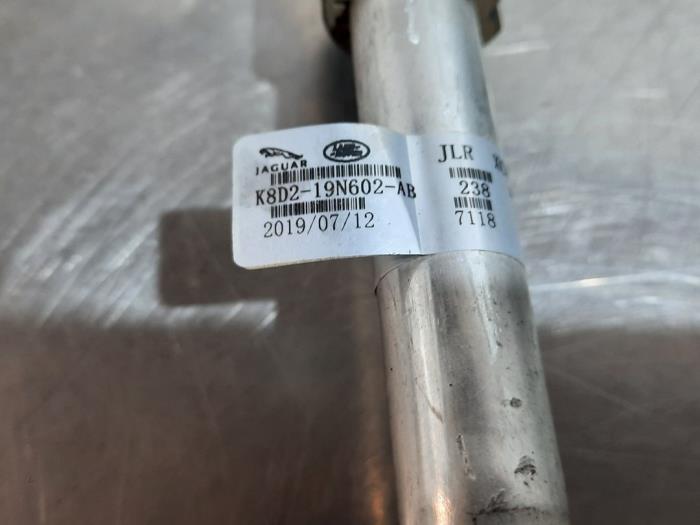 JAGUAR
K8D2-19N602-AB
2019/07/12
JLR
238
7118